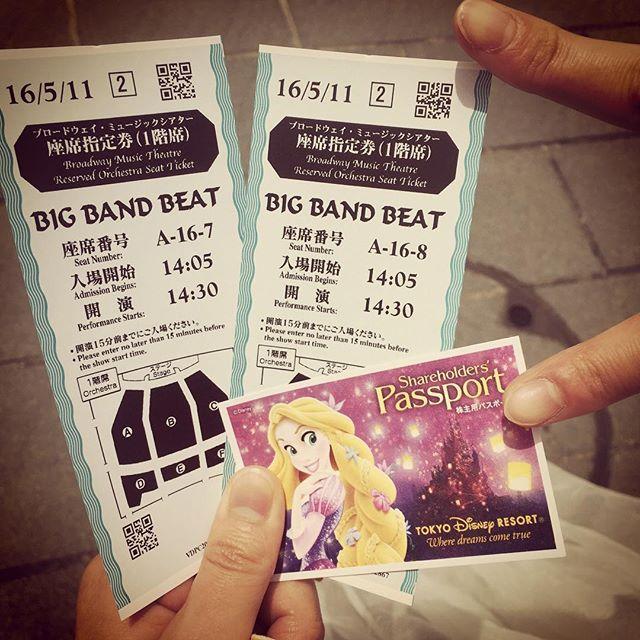 16/5/11 2
ブロードウェイ・ミュージックシアター
座席指定券(1階席)
Broadway Music Theatre
Reserved Orchestra Seat Ticket
BIG BAND BEAT
座席番号 A-16-7
Seat Number:
入場開始 14:05
Admission Begins:
開 演 14:30
Performance Starts:
・開演15分前までにご入場ください。
• Please enter no later than 15 minutes before
the show start time.
1階席
Orchestra
ステージ
Stage
A
B
C
D
E
F
16/5/11 2
ブロードウェイ・ミュージックシアター
座席指定券(1階席)
Broadway Music Theatre
Reserved Orchestra Seat Ticket
BIG BAND BEAT
座席番号 A-16-8
Seat Number:
入場開始 14:05
Admission Begins:
開 演 14:30
Performance Starts:
・開演15分前までにご入場ください。
• Please enter no later than 15 minutes before
the show start time.
1階席
Orchestra
ステージ
Stage
©Disney
Shareholders'
Passport
株主用パスポー
TOKYO Disney RESORT®
Where dreams come true